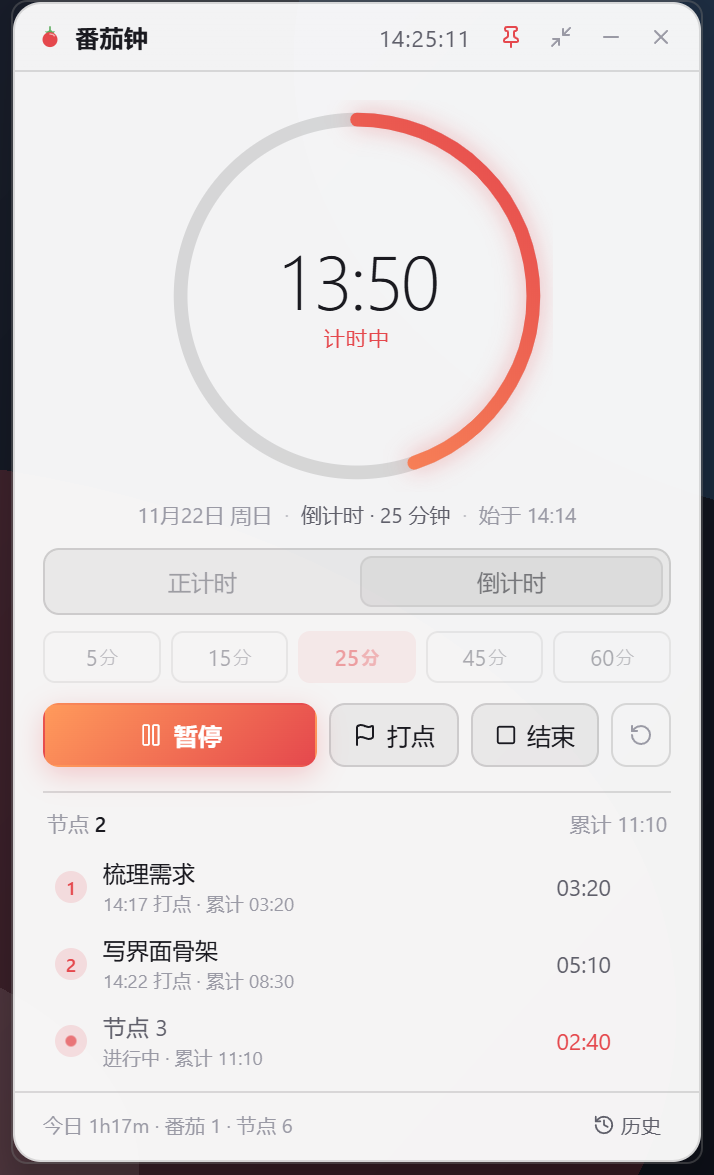 番茄钟 14:25:11
13:50
计时中
11月22日 周日 · 倒计时 · 25 分钟 · 始于 14:14
正计时 倒计时
5分 15分 25分 45分 60分
暂停 打点 结束
节点 2 累计 11:10
1 梳理需求 03:20
14:17 打点 · 累计 03:20
2 写界面骨架 05:10
14:22 打点 · 累计 08:30
节点 3 02:40
进行中 · 累计 11:10
今日 1h17m · 番茄 1 · 节点 6 历史